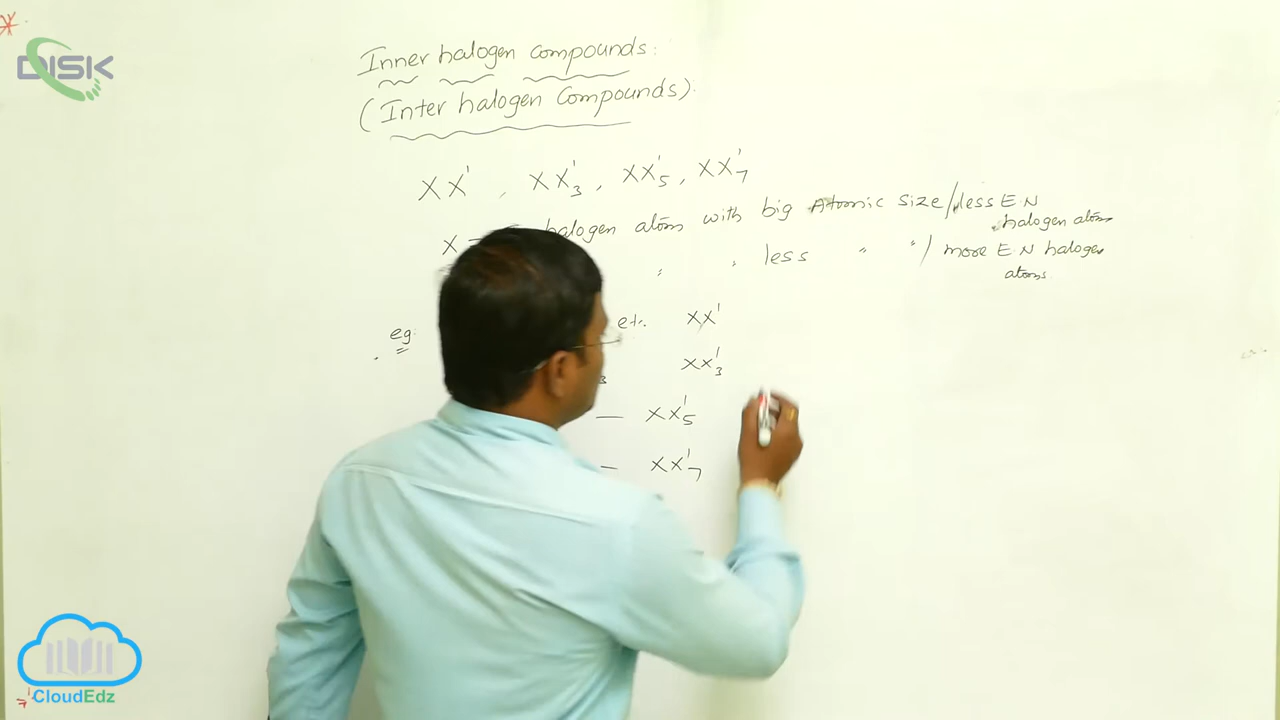 DISK
Inner halogen compounds:
(Inter halogen Compounds).
XX', XX'₃, XX'₅, XX'₇
X halogen atom with big Atomic size/less E.N halogen atom
" " less " "/more E.N halogen atoms.
eg: etc. XX'
₃ XX'₃
— XX'₅
— XX'₇
CloudEdz